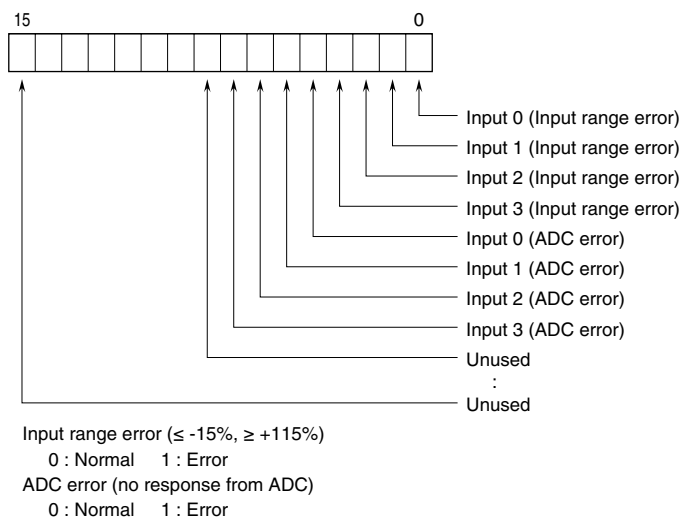 15 0
Input 0 (Input range error)
Input 1 (Input range error)
Input 2 (Input range error)
Input 3 (Input range error)
Input 0 (ADC error)
Input 1 (ADC error)
Input 2 (ADC error)
Input 3 (ADC error)
Unused
:
Unused
Input range error (≤ -15%, ≥ +115%)
0 : Normal 1 : Error
ADC error (no response from ADC)
0 : Normal 1 : Error